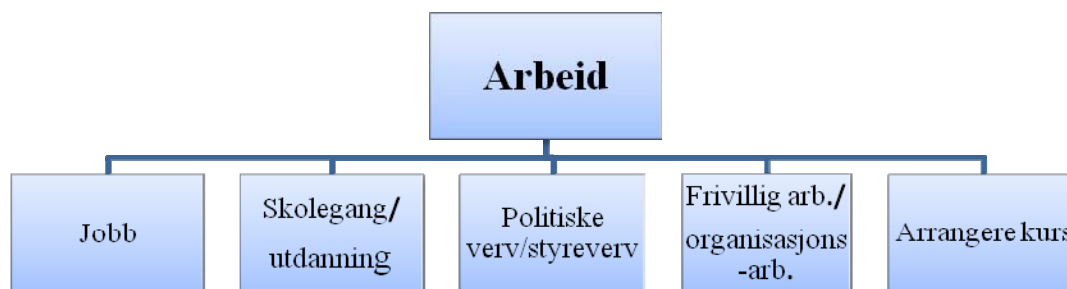 Arbeid
Jobb
Skolegang/
utdanning
Politiske
verv/styreverv
Frivillig arb./
organisasjons
-arb.
Arrangere kurs